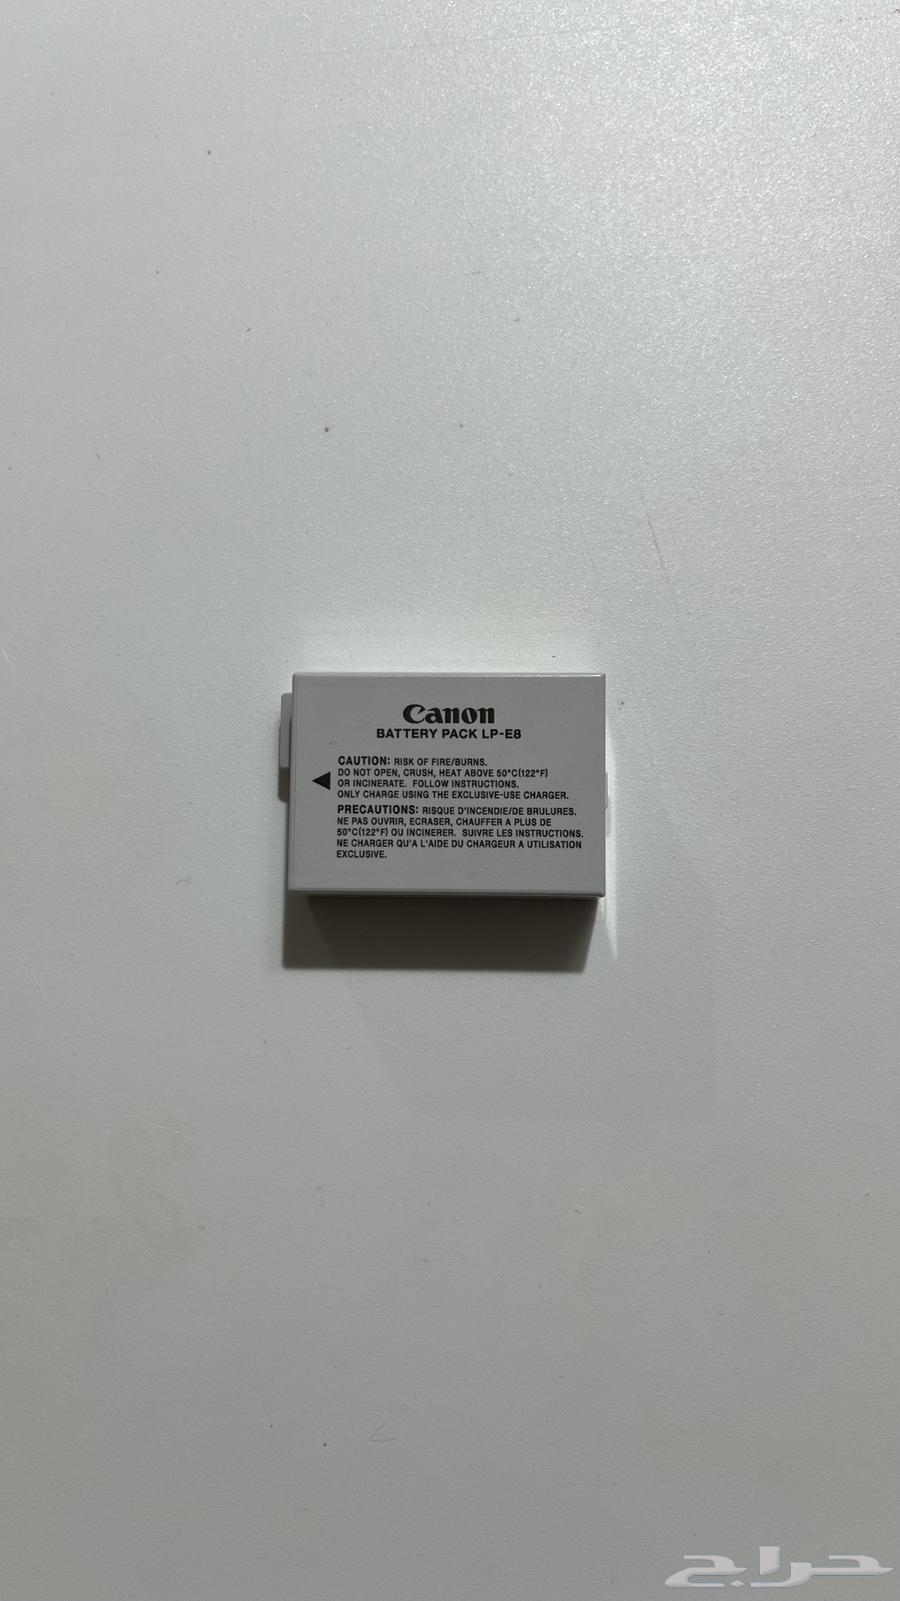 Canon
BATTERY PACK LP-E8
CAUTION: RISK OF FIRE/BURNS.
DO NOT OPEN, CRUSH, HEAT ABOVE 50°C(122°F)
OR INCINERATE. FOLLOW INSTRUCTIONS.
ONLY CHARGE USING THE EXCLUSIVE-USE CHARGER.
PRECAUTIONS: RISQUE D'INCENDIE/DE BRULURES.
NE PAS OUVRIR, ECRASER, CHAUFFER A PLUS DE
50°C(122°F) OU INCINERER. SUIVRE LES INSTRUCTIONS.
NE CHARGER QU'A L'AIDE DU CHARGEUR A UTILISATION
EXCLUSIVE.
حراج